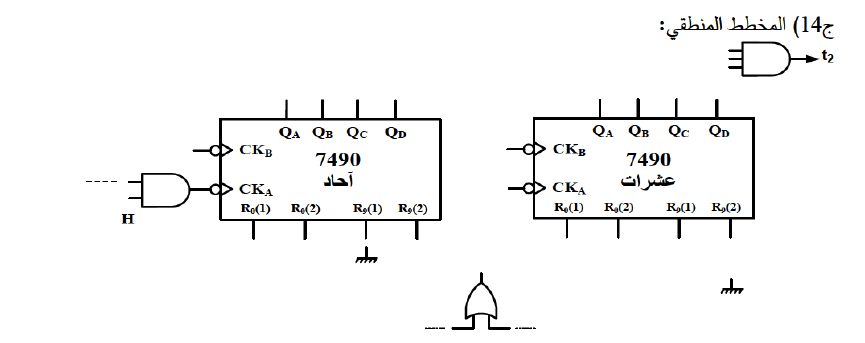 ج14) المخطط المنطقي:
t2
QA QB QC QD
CKB
7490
آحاد
CKA
H
R0(1) R0(2) R9(1) R9(2)
QA QB QC QD
CKB
7490
عشرات
CKA
R0(1) R0(2) R9(1) R9(2)